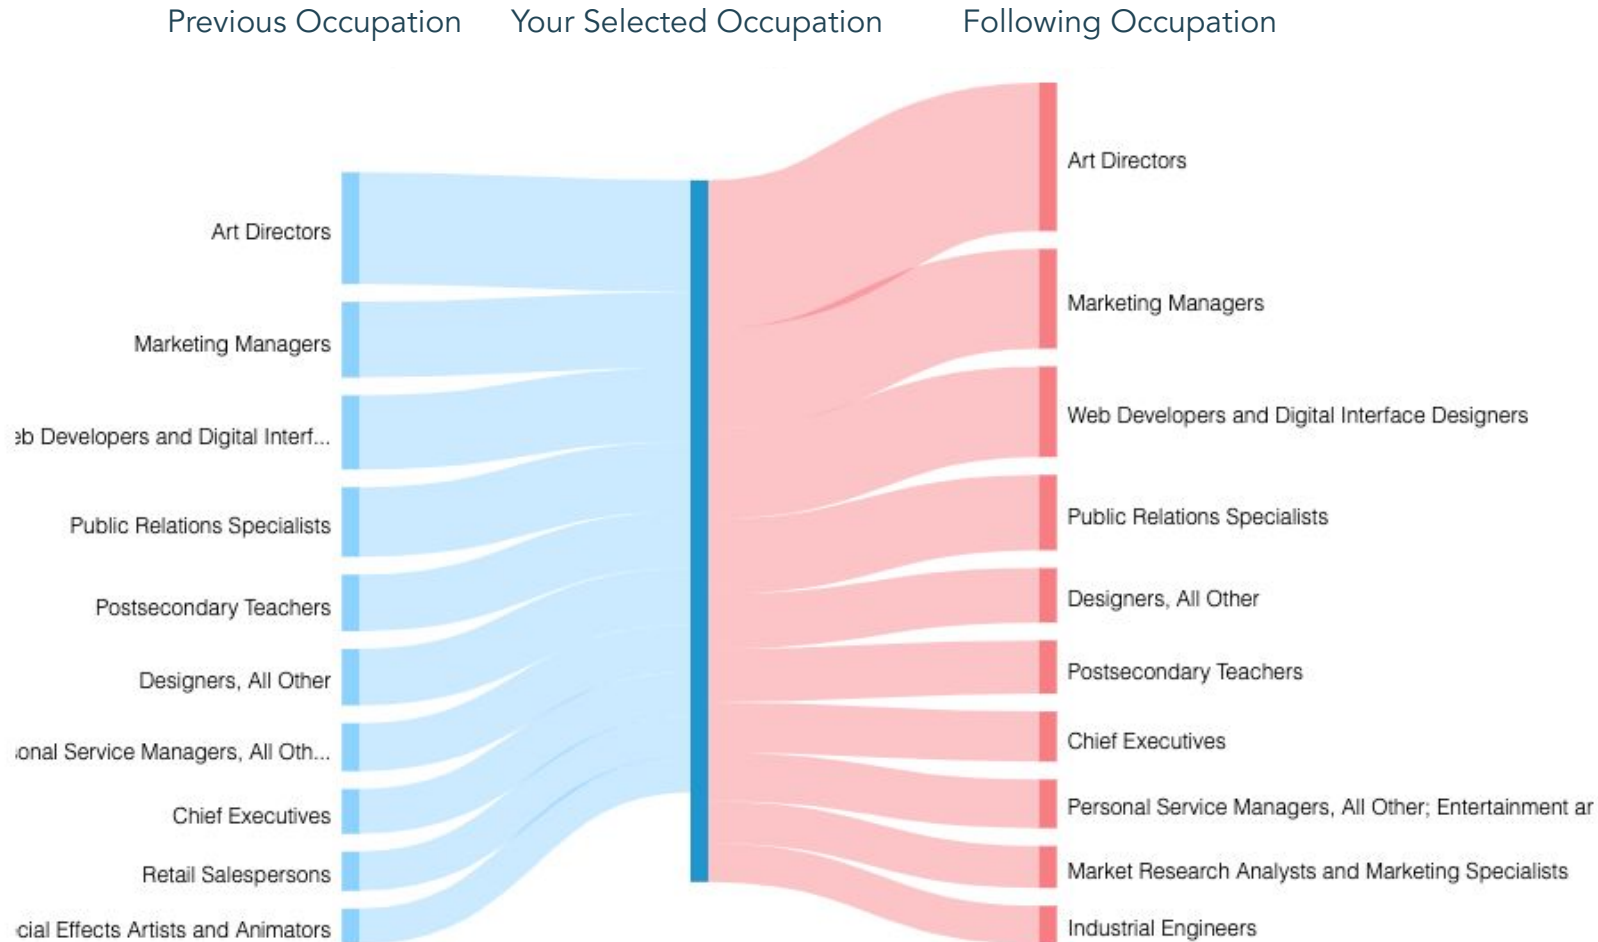 Previous Occupation
Your Selected Occupation
Following Occupation
Art Directors
Marketing Managers
eb Developers and Digital Interf...
Public Relations Specialists
Postsecondary Teachers
Designers, All Other
sonal Service Managers, All Oth...
Chief Executives
Retail Salespersons
cial Effects Artists and Animators
Art Directors
Marketing Managers
Web Developers and Digital Interface Designers
Public Relations Specialists
Designers, All Other
Postsecondary Teachers
Chief Executives
Personal Service Managers, All Other; Entertainment ar
Market Research Analysts and Marketing Specialists
Industrial Engineers